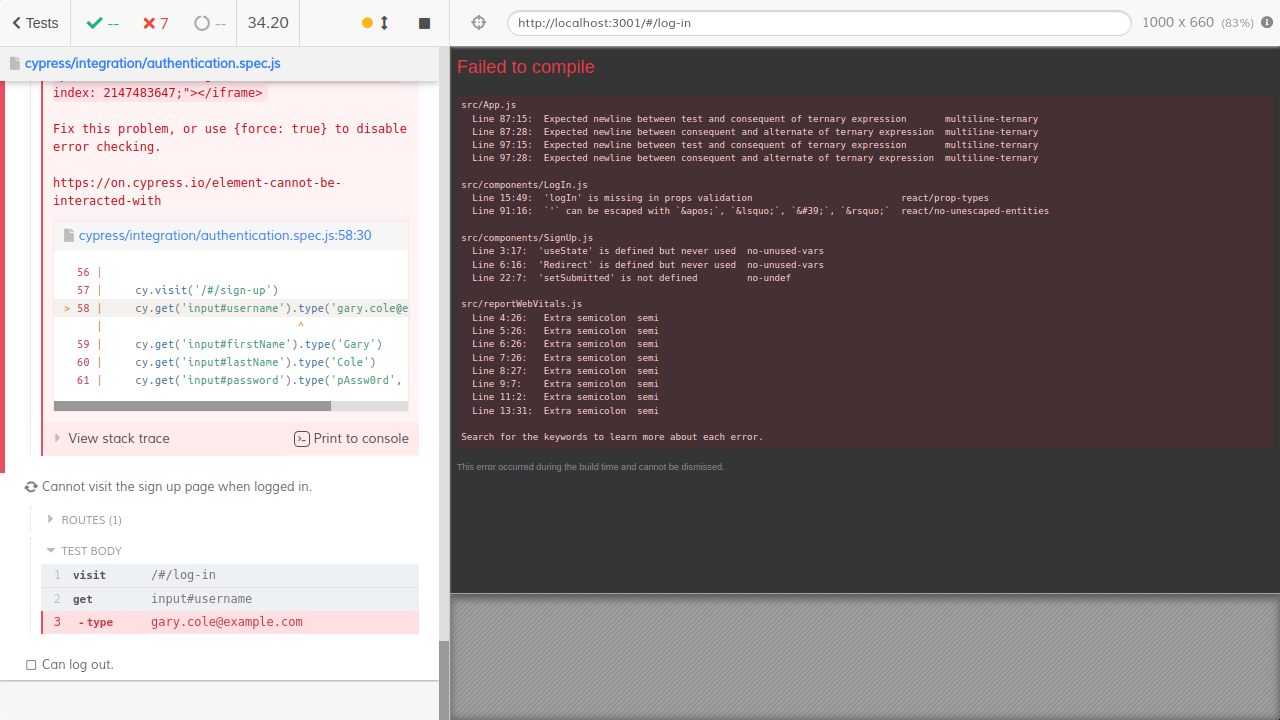 Tests
--
7
--
34.20
http://localhost:3001/#/log-in
1000 x 660 (83%)
cypress/integration/authentication.spec.js
index: 2147483647;"></iframe>
Fix this problem, or use {force: true} to disable
error checking.
https://on.cypress.io/element-cannot-be-
interacted-with
cypress/integration/authentication.spec.js:58:30
56 |
57 |     cy.visit('/#/sign-up')
> 58 |     cy.get('input#username').type('gary.cole@e
|                              ^
59 |     cy.get('input#firstName').type('Gary')
60 |     cy.get('input#lastName').type('Cole')
61 |     cy.get('input#password').type('pAssw0rd',
View stack trace
Print to console
Cannot visit the sign up page when logged in.
ROUTES (1)
TEST BODY
1 visit /#/log-in
2 get input#username
3 -type gary.cole@example.com
Can log out.
Failed to compile
src/App.js
Line 87:15:  Expected newline between test and consequent of ternary expression       multiline-ternary
Line 87:28:  Expected newline between consequent and alternate of ternary expression  multiline-ternary
Line 97:15:  Expected newline between test and consequent of ternary expression       multiline-ternary
Line 97:28:  Expected newline between consequent and alternate of ternary expression  multiline-ternary
src/components/LogIn.js
Line 15:49:  'logIn' is missing in props validation                           react/prop-types
Line 91:16:  `'` can be escaped with `&apos;`, `&lsquo;`, `&#39;`, `&rsquo;`  react/no-unescaped-entities
src/components/SignUp.js
Line 3:17:  'useState' is defined but never used  no-unused-vars
Line 6:16:  'Redirect' is defined but never used  no-unused-vars
Line 22:7:  'setSubmitted' is not defined         no-undef
src/reportWebVitals.js
Line 4:26:   Extra semicolon  semi
Line 5:26:   Extra semicolon  semi
Line 6:26:   Extra semicolon  semi
Line 7:26:   Extra semicolon  semi
Line 8:27:   Extra semicolon  semi
Line 9:7:    Extra semicolon  semi
Line 11:2:   Extra semicolon  semi
Line 13:31:  Extra semicolon  semi
Search for the keywords to learn more about each error.
This error occurred during the build time and cannot be dismissed.